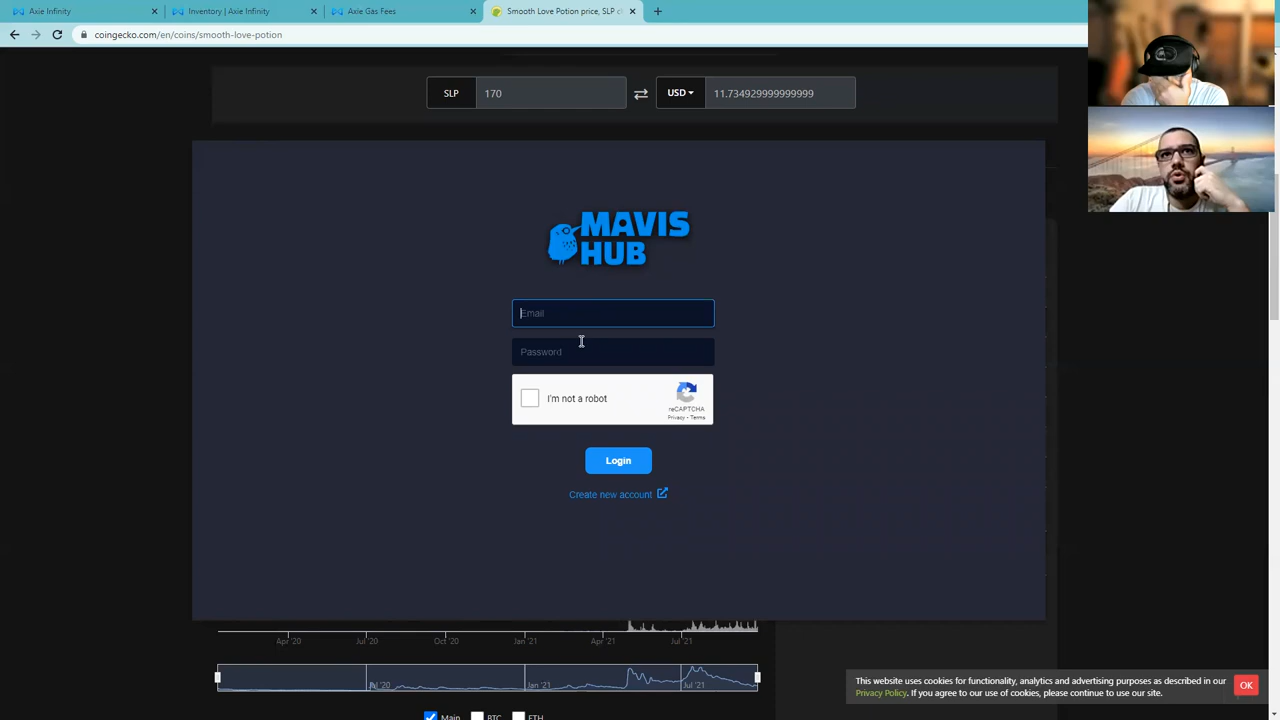 Axie Infinity
Inventory | Axie Infinity
Axie Gas Fees
Smooth Love Potion price, SLP c
coingecko.com/en/coins/smooth-love-potion
SLP
170
USD
11.734929999999999
MAVIS
HUB
Email
Password
I'm not a robot
reCAPTCHA
Privacy - Terms
Login
Create new account
Apr '20
Jul '20
Oct '20
Jan '21
Apr '21
Jul '21
Jul '20
Jan '21
Jul '21
This website uses cookies for functionality, analytics and advertising purposes as described in our
Privacy Policy. If you agree to our use of cookies, please continue to use our site.
OK
Main
BTC
ETH